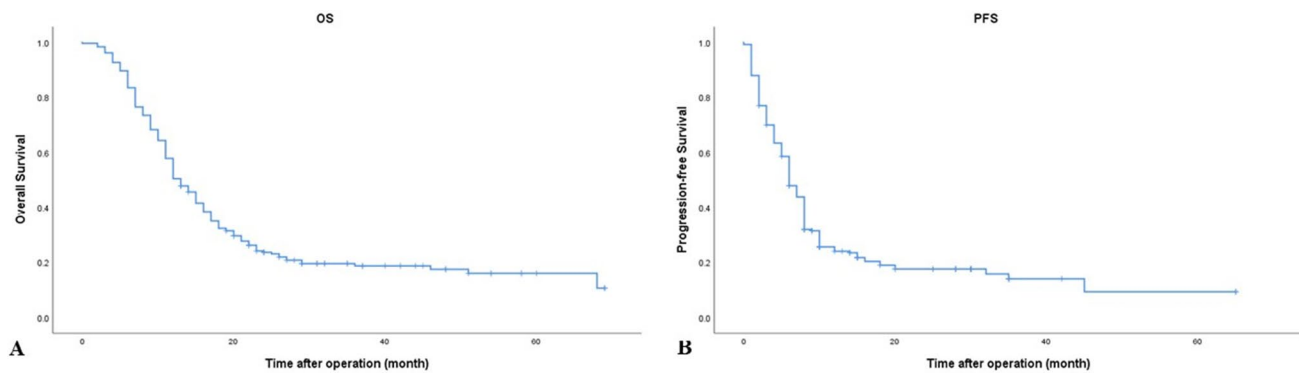 OS
1.0
0.8
0.6
0.4
0.2
0.0
Overall Survival
0
20
40
60
Time after operation (month)
A
PFS
1.0
0.8
0.6
0.4
0.2
0.0
Progression-free Survival
0
20
40
60
Time after operation (month)
B